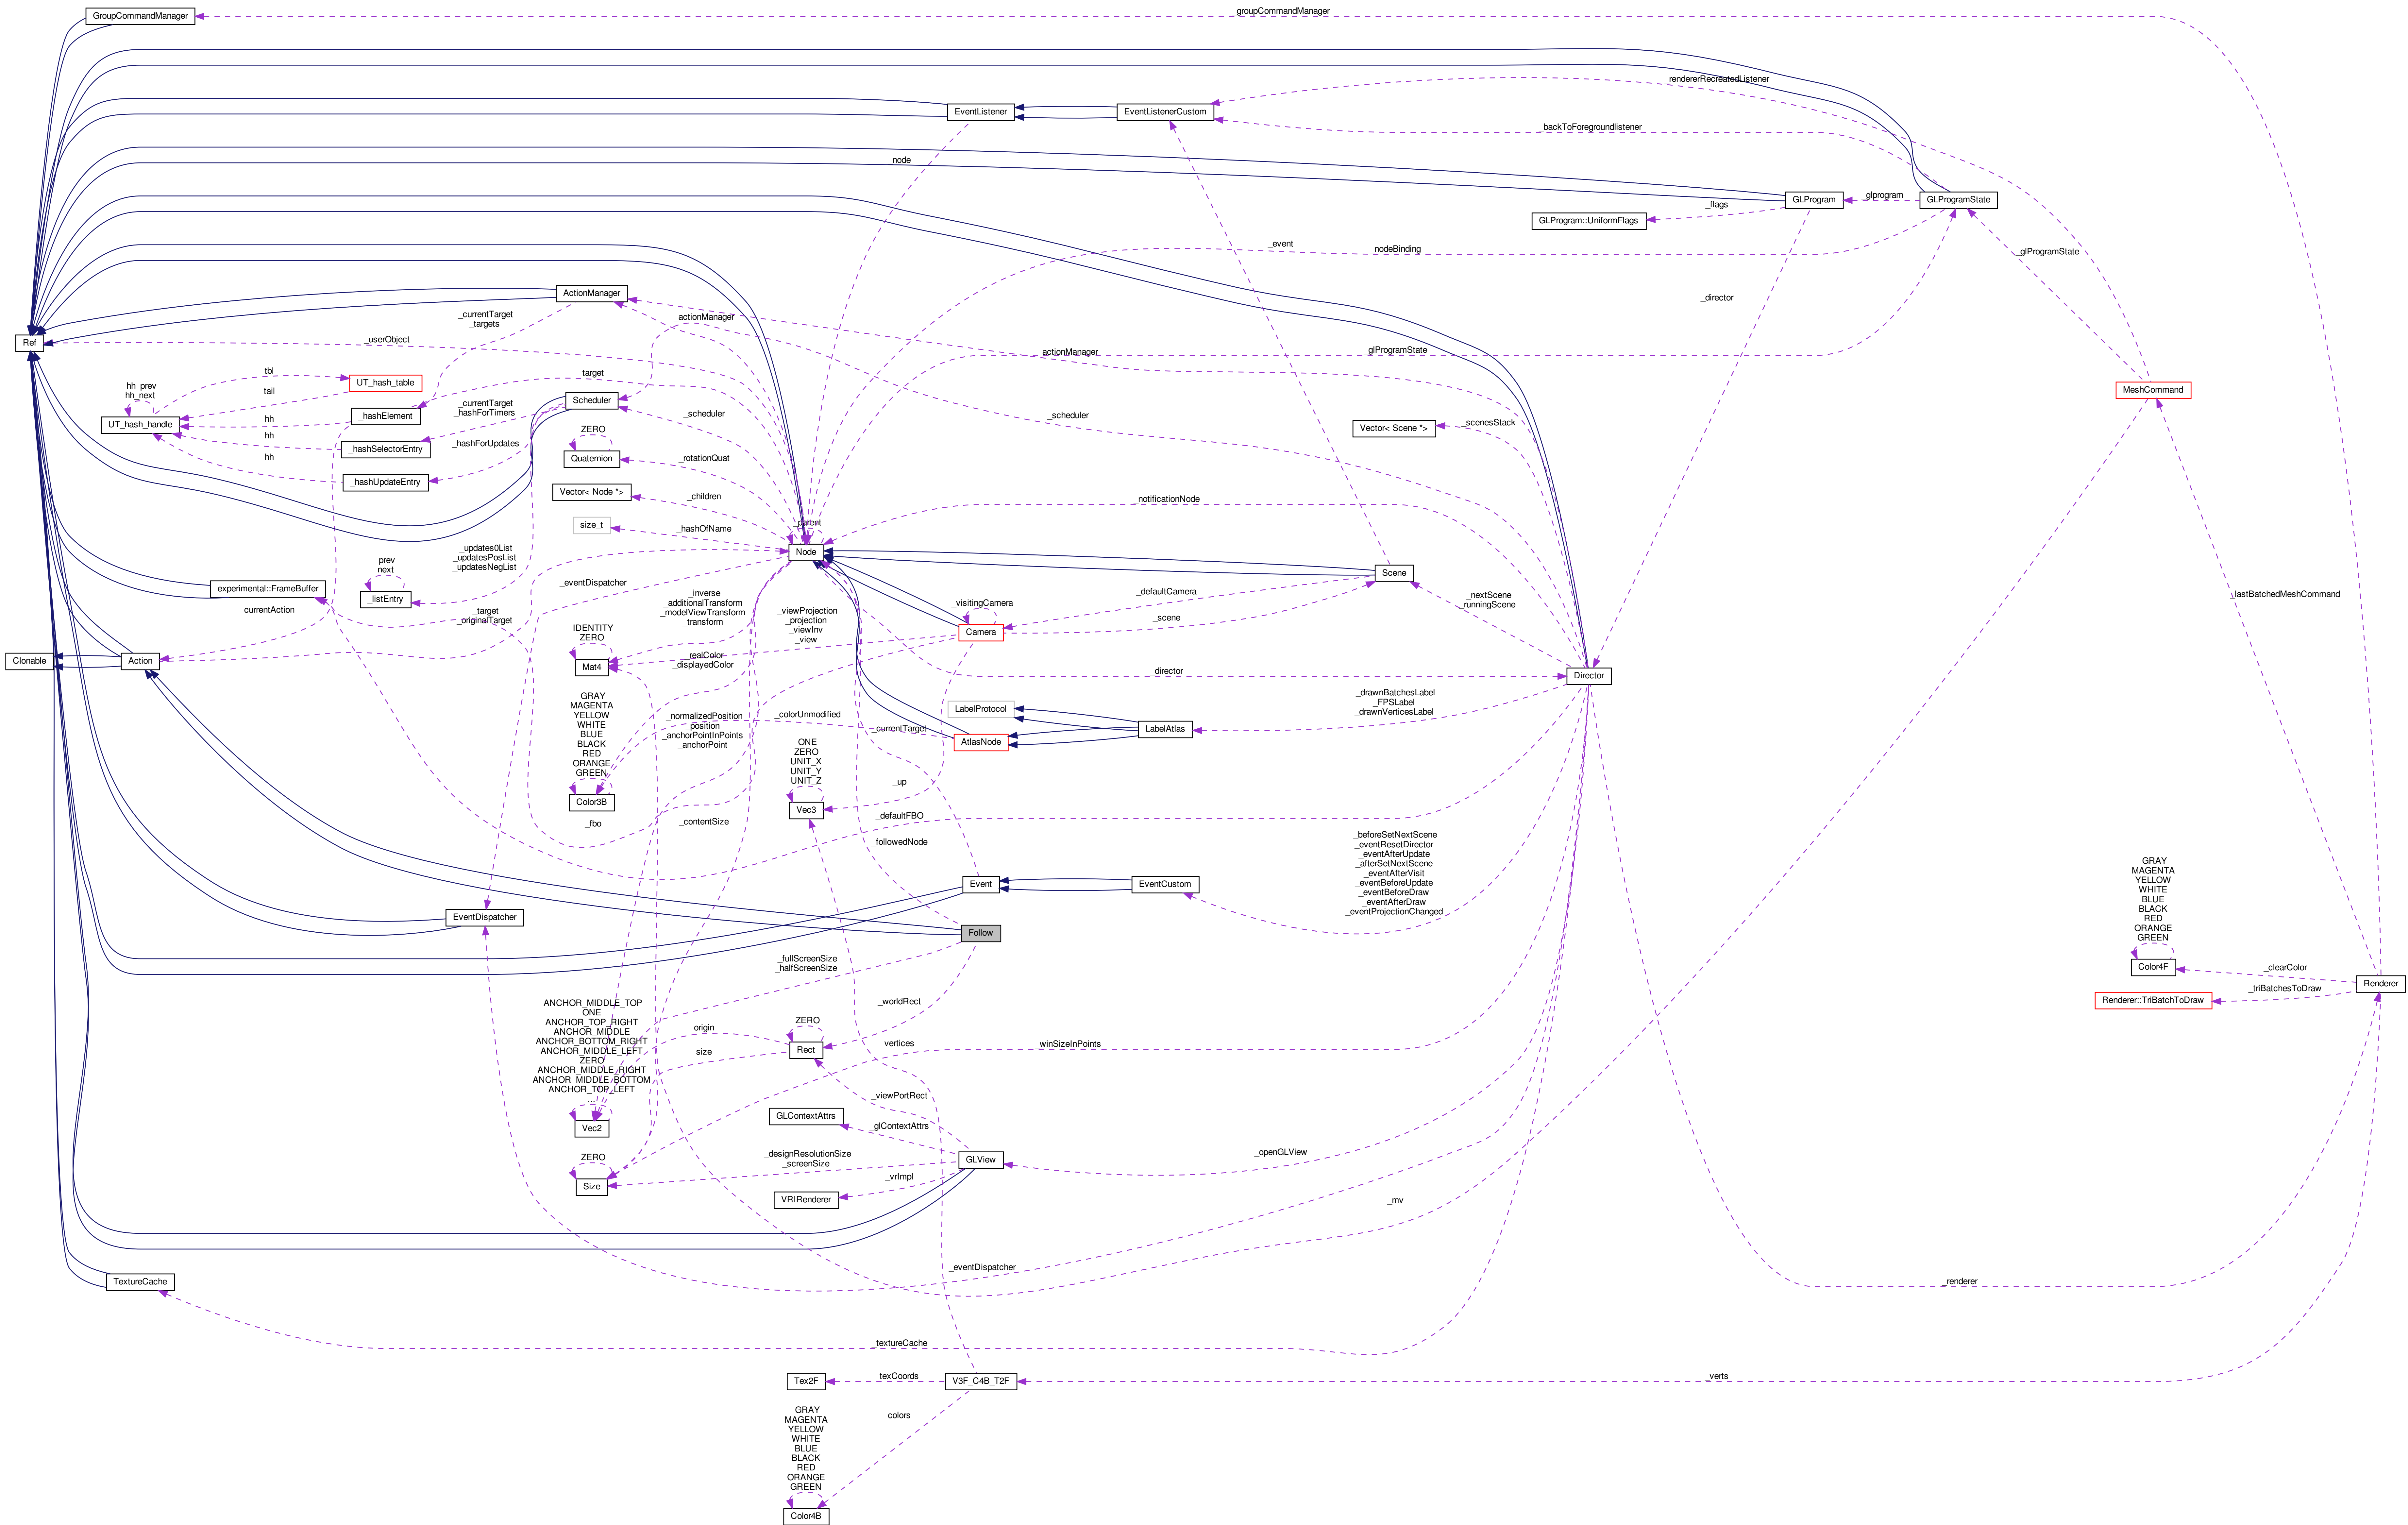 GroupCommandManager
_groupCommandManager
_rendererRecreatedListener
EventListener
EventListenerCustom
_backToForegroundlistener
_node
GLProgram
_glprogram
GLProgramState
_flags
GLProgram::UniformFlags
_event
_nodeBinding
_glProgramState
ActionManager
_director
_currentTarget
_targets
_actionManager
Ref
_userObject
_actionManager
_glProgramState
tbl
UT_hash_table
target
hh_prev
hh_next
tail
MeshCommand
_hashElement
_currentTarget
_hashForTimers
Scheduler
_scheduler
_scheduler
UT_hash_handle
hh
hh
_hashSelectorEntry
_hashForUpdates
ZERO
Quaternion
_rotationQuat
Vector< Scene *>
_scenesStack
hh
_hashUpdateEntry
Vector< Node *>
_children
_notificationNode
size_t
_hashOfName
_parent
Node
_updates0List
_updatesPosList
_updatesNegList
prev
next
_listEntry
experimental::FrameBuffer
_eventDispatcher
Scene
_defaultCamera
_nextScene
_runningScene
_lastBatchedMeshCommand
currentAction
_target
_originalTarget
_inverse
_additionalTransform
_modelViewTransform
_transform
_viewProjection
_projection
_viewInv
_view
_visitingCamera
Camera
_scene
IDENTITY
ZERO
Mat4
_realColor
_displayedColor
Clonable
Action
_director
Director
GRAY
MAGENTA
YELLOW
WHITE
BLUE
BLACK
RED
ORANGE
GREEN
Color3B
_normalizedPosition
_position
_anchorPointInPoints
_anchorPoint
_colorUnmodified
_currentTarget
LabelProtocol
AtlasNode
LabelAtlas
_drawnBatchesLabel
_FPSLabel
_drawnVerticesLabel
ONE
ZERO
UNIT_X
UNIT_Y
UNIT_Z
Vec3
_up
_fbo
_contentSize
_defaultFBO
_followedNode
_beforeSetNextScene
_eventResetDirector
_eventAfterUpdate
_afterSetNextScene
_eventAfterVisit
_eventBeforeUpdate
_eventBeforeDraw
_eventAfterDraw
_eventProjectionChanged
Event
EventCustom
EventDispatcher
Follow
GRAY
MAGENTA
YELLOW
WHITE
BLUE
BLACK
RED
ORANGE
GREEN
Color4F
_clearColor
Renderer
_triBatchesToDraw
Renderer::TriBatchToDraw
_fullScreenSize
_halfScreenSize
_worldRect
ANCHOR_MIDDLE_TOP
ONE
ANCHOR_TOP_RIGHT
ANCHOR_MIDDLE
ANCHOR_BOTTOM_RIGHT
ANCHOR_MIDDLE_LEFT
ZERO
ANCHOR_MIDDLE_RIGHT
ANCHOR_MIDDLE_BOTTOM
ANCHOR_TOP_LEFT
...
Vec2
origin
size
ZERO
Rect
vertices
_winSizeInPoints
_viewPortRect
GLContextAttrs
_glContextAttrs
ZERO
Size
_designResolutionSize
_screenSize
GLView
_openGLView
_vrImpl
VRIRenderer
_mv
TextureCache
_eventDispatcher
_renderer
_textureCache
Tex2F
texCoords
V3F_C4B_T2F
_verts
colors
GRAY
MAGENTA
YELLOW
WHITE
BLUE
BLACK
RED
ORANGE
GREEN
Color4B